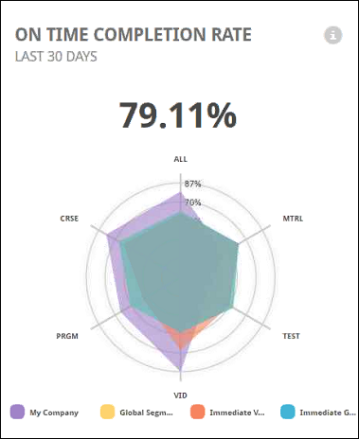 ON TIME COMPLETION RATE
i
LAST 30 DAYS
79.11%
ALL
87%
70%
CRSE
MTRL
PRGM
TEST
VID
My Company
Global Segm...
Immediate V...
Immediate G...